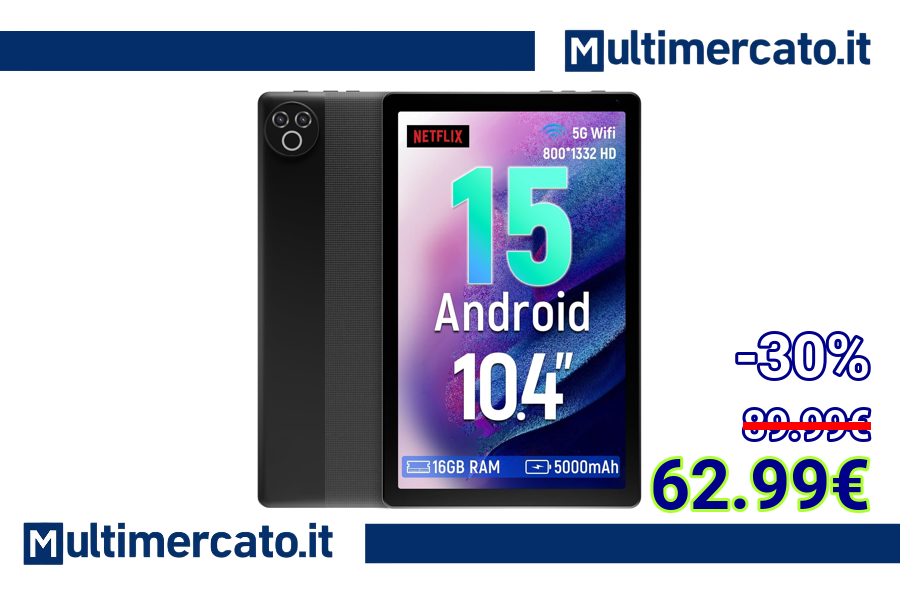 Multimercato.it
NETFLIX
5G Wifi
800*1332 HD
15
Android
10.4"
16GB RAM
5000mAh
-30%
89.99€
62.99€
Multimercato.it